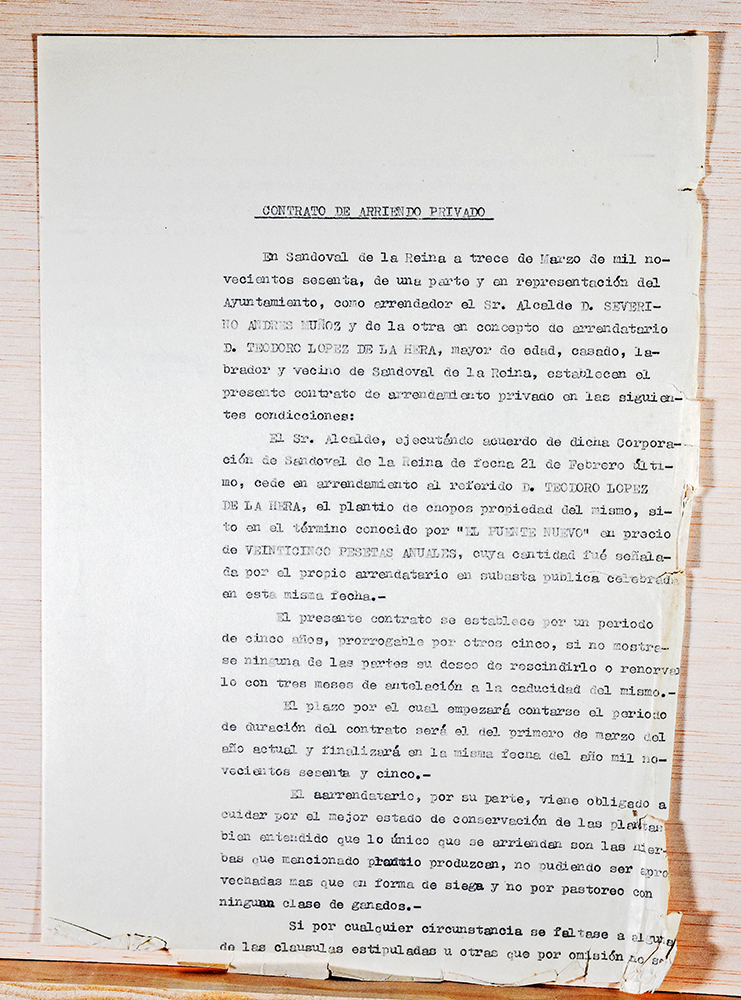 CONTRATO DE ARRIENDO PRIVADO
En Sandoval de la Reina a trece de Marzo de mil no-
vecientos sesenta, de una parte y en representación del
Ayuntamiento, como arrendador el Sr. Alcalde D. SEVERI-
NO ANDRES MUÑOZ y de la otra en concepto de arrendatario
D. TEODORO LOPEZ DE LA HERA, mayor de edad, casado, la-
brador y vecino de Sandoval de la Reina, establecen el
presente contrato de arrendamiento privado en las siguien-
tes condicciones:
El Sr. Alcalde, ejecutándo acuerdo de dicha Corpora-
ción de Sandoval de la Reina de fecha 21 de Febrero últi-
mo, cede en arrendamiento al referido D. TEODORO LOPEZ
DE LA HERA, el plantio de chopos propiedad del mismo, si-
to en el término conocido por "EL PUENTE NUEVO" en precio
de VEINTICINCO PESETAS ANUALES, cuya cantidad fué señala-
da por el propio arrendatario en subasta publica celebrada
en esta misma fecha.-
El presente contrato se establece por un periodo
de cinco años, prorrogable por otros cinco, si no mostra-
se ninguna de las partes su deseo de rescindirlo o renorvar
lo con tres meses de antelación a la caducidad del mismo.-
El plazo por el cual empezará contarse el periodo
de duración del contrato será el del primero de marzo del
año actual y finalizará en la misma fecha del año mil no-
vecientos sesenta y cinco.-
El aarrendatario, por su parte, viene obligado a
cuidar por el mejor estado de conservación de las plantas
bien entendido que lo único que se arriendan son las hier-
bas que mencionado plantio produzcan, no pudiendo ser apro
vechadas mas que en forma de siega y no por pastoreo con
ningunn clase de ganados.-
Si por cualquier circunstancia se faltase a alguna
de las clausulas estipuladas u otras que por omisión no se